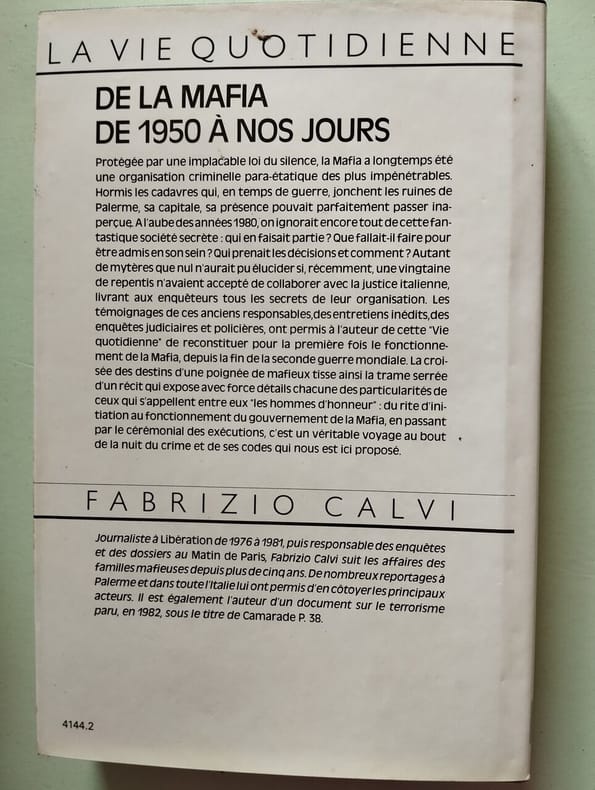 LA VIE QUOTIDIENNE
DE LA MAFIA
DE 1950 À NOS JOURS
Protégée par une implacable loi du silence, la Mafia a longtemps été
une organisation criminelle para-étatique des plus impénétrables.
Hormis les cadavres qui, en temps de guerre, jonchent les ruines de
Palerme, sa capitale, sa présence pouvait parfaitement passer ina-
perçue. A l'aube des années 1980, on ignorait encore tout de cette fan-
tastique société secrète : qui en faisait partie ? Que fallait-il faire pour
être admis en son sein ? Qui prenait les décisions et comment ? Autant
de mystères que nul n'aurait pu élucider si, récemment, une vingtaine
de repentis n'avaient accepté de collaborer avec la justice italienne,
livrant aux enquêteurs tous les secrets de leur organisation. Les
témoignages de ces anciens responsables, des entretiens inédits, des
enquêtes judiciaires et policières, ont permis à l'auteur de cette "Vie
quotidienne" de reconstituer pour la première fois le fonctionne-
ment de la Mafia, depuis la fin de la seconde guerre mondiale. La croi-
sée des destins d'une poignée de mafieux tisse ainsi la trame serrée
d'un récit qui expose avec force détails chacune des particularités de
ceux qui s'appellent entre eux "les hommes d'honneur" : du rite d'ini-
tiation au fonctionnement du gouvernement de la Mafia, en passant
par le cérémonial des exécutions, c'est un véritable voyage au bout
de la nuit du crime et de ses codes qui nous est ici proposé.
FABRIZIO CALVI
Journaliste à Libération de 1976 à 1981, puis responsable des enquêtes
et des dossiers au Matin de Paris, Fabrizio Calvi suit les affaires des
familles mafieuses depuis plus de cinq ans. De nombreux reportages à
Palerme et dans toute l'Italie lui ont permis d'en côtoyer les principaux
acteurs. Il est également l'auteur d'un document sur le terrorisme
paru, en 1982, sous le titre de Camarade P. 38.
4144.2